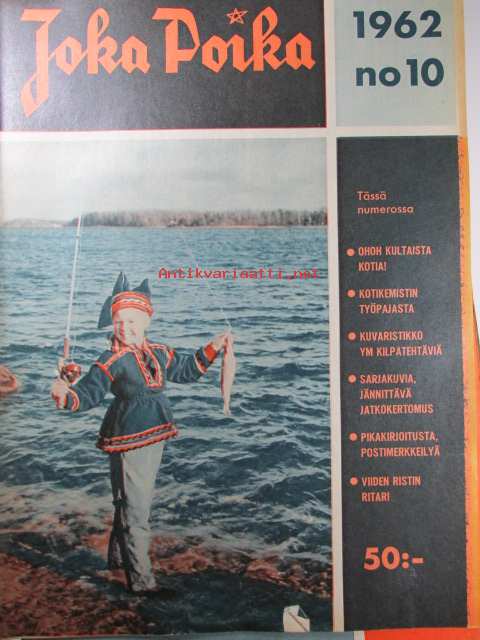 Joka Poika
1962
no 10
Tässä
numerossa
OHOH KULTAISTA
KOTIA!
KOTIKEMISTIN
TYÖPAJASTA
KUVARISTIKKO
YM KILPATEHTÄVIÄ
SARJAKUVIA,
JÄNNITTÄVÄ
JATKOKERTOMUS
PIKAKIRJOITUSTA,
POSTIMERKKEILYÄ
VIIDEN RISTIN
RITARI
50:-
Antikvariaatti.net